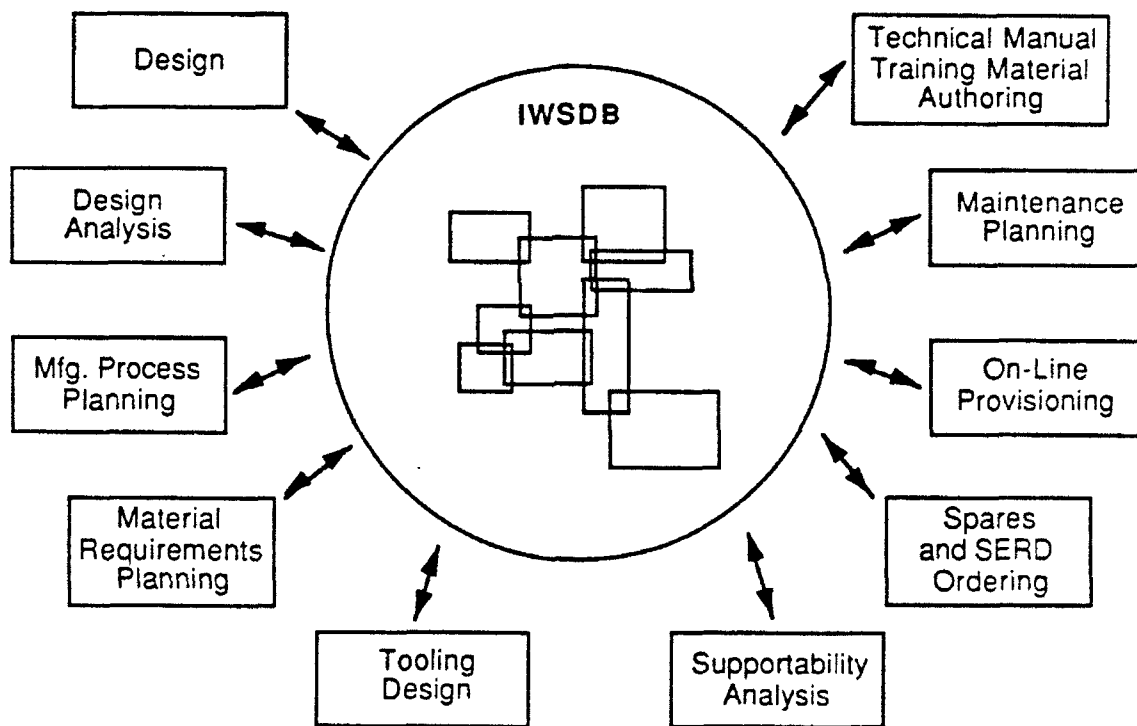 Design
Technical Manual
Training Material
Authoring
IWSDB
Design
Analysis
Maintenance
Planning
Mfg. Process
Planning
On-Line
Provisioning
Material
Requirements
Planning
Spares
and SERD
Ordering
Tooling
Design
Supportability
Analysis